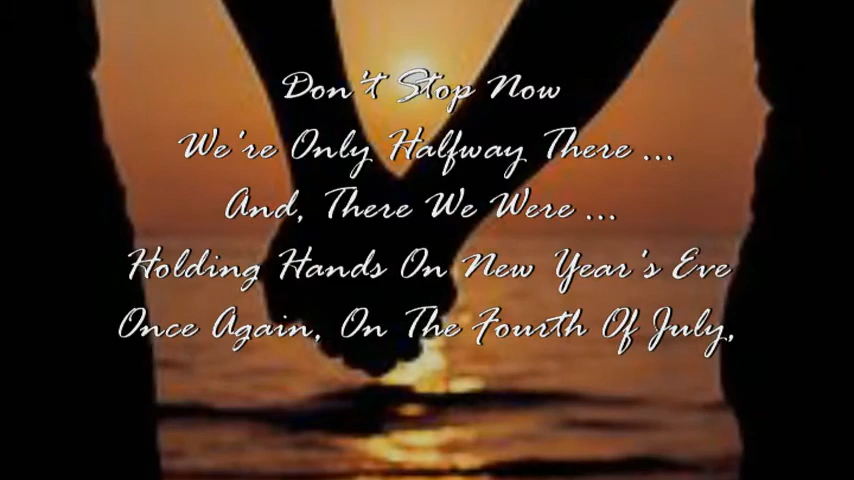 Don't Stop Now
We're Only Halfway There ...
And, There We Were ...
Holding Hands On New Year's Eve
Once Again, On The Fourth Of July,